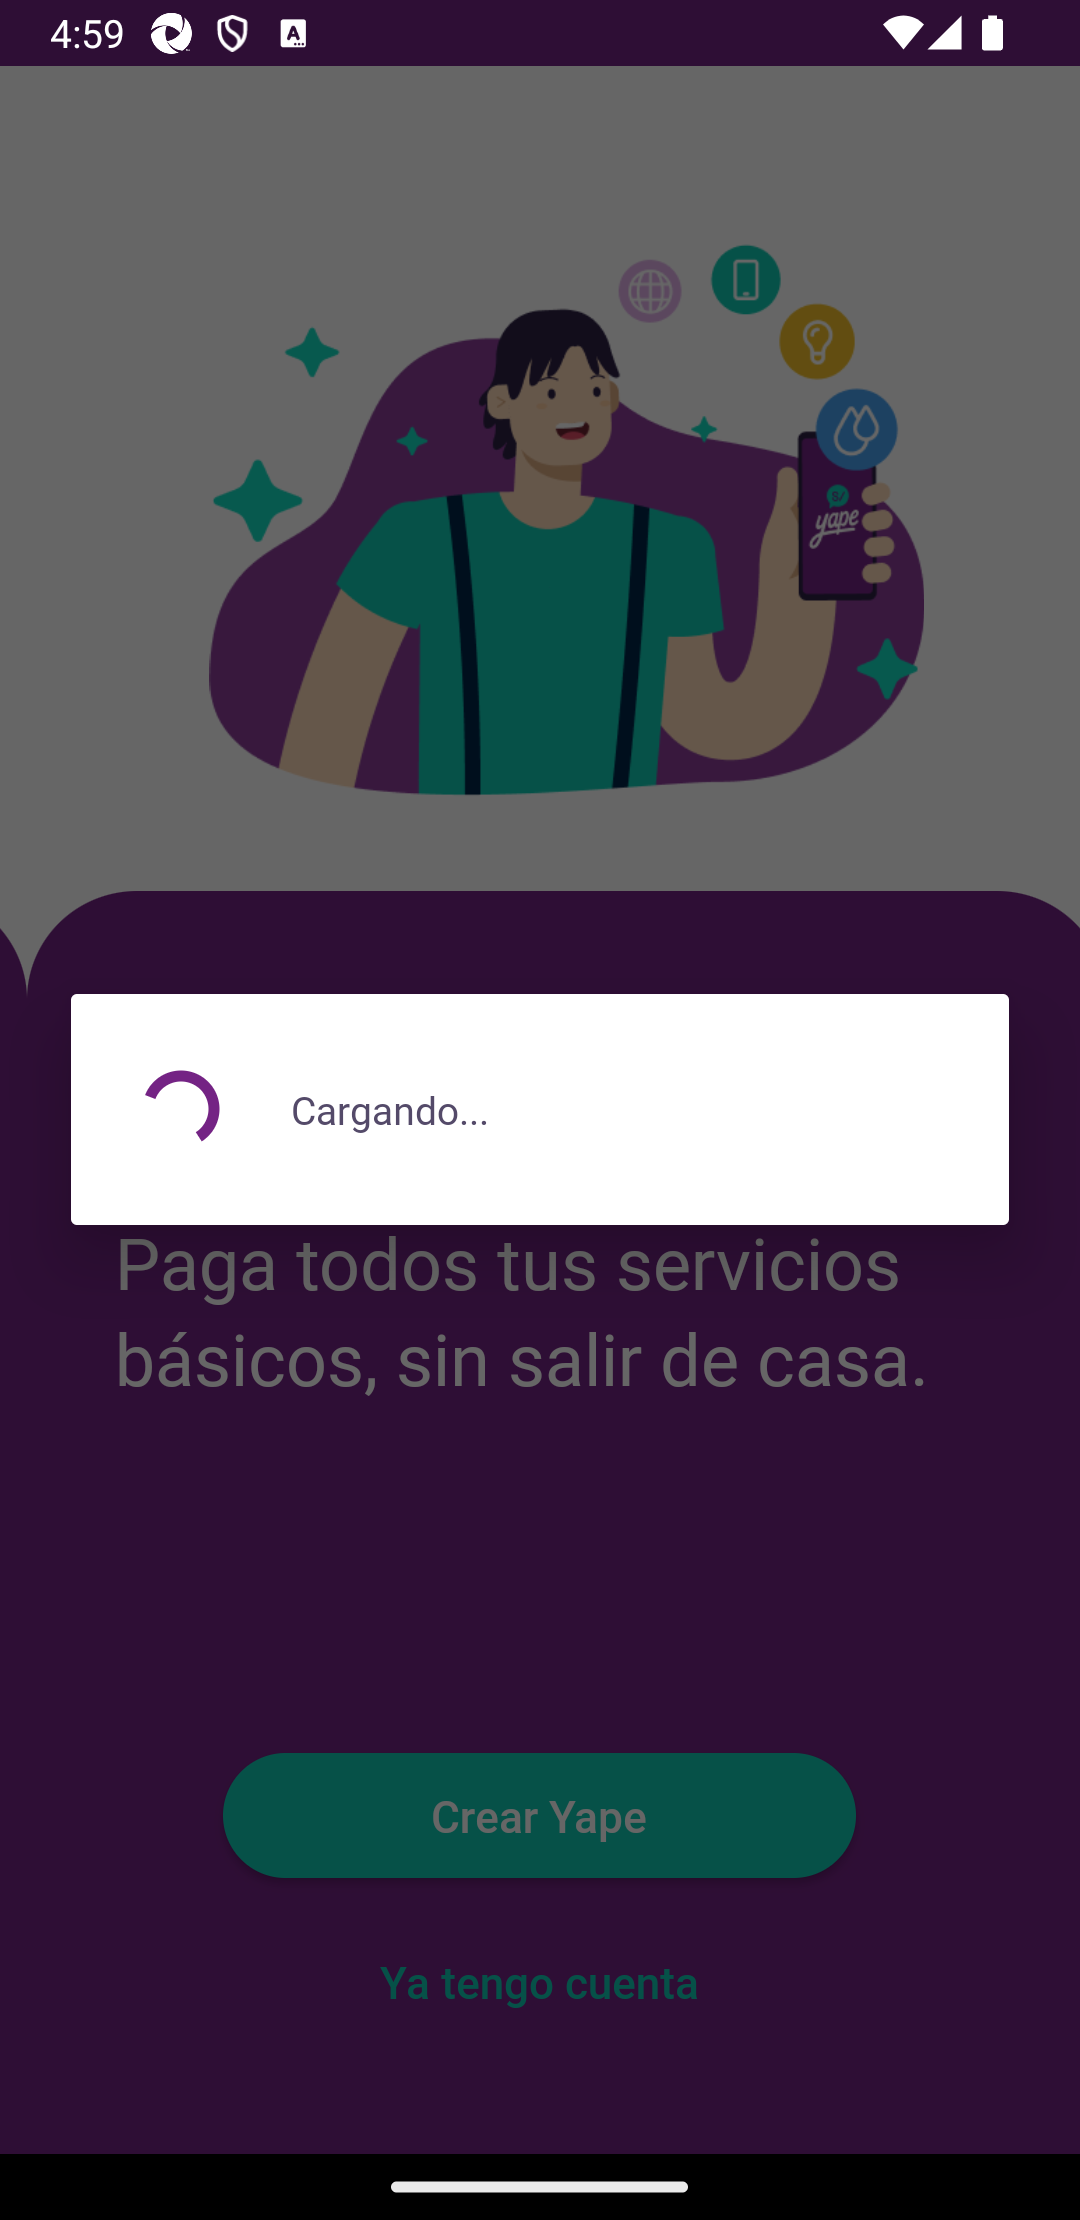 4:59
S/
yape
Cargando...
Paga todos tus servicios
básicos, sin salir de casa.
Crear Yape
Ya tengo cuenta